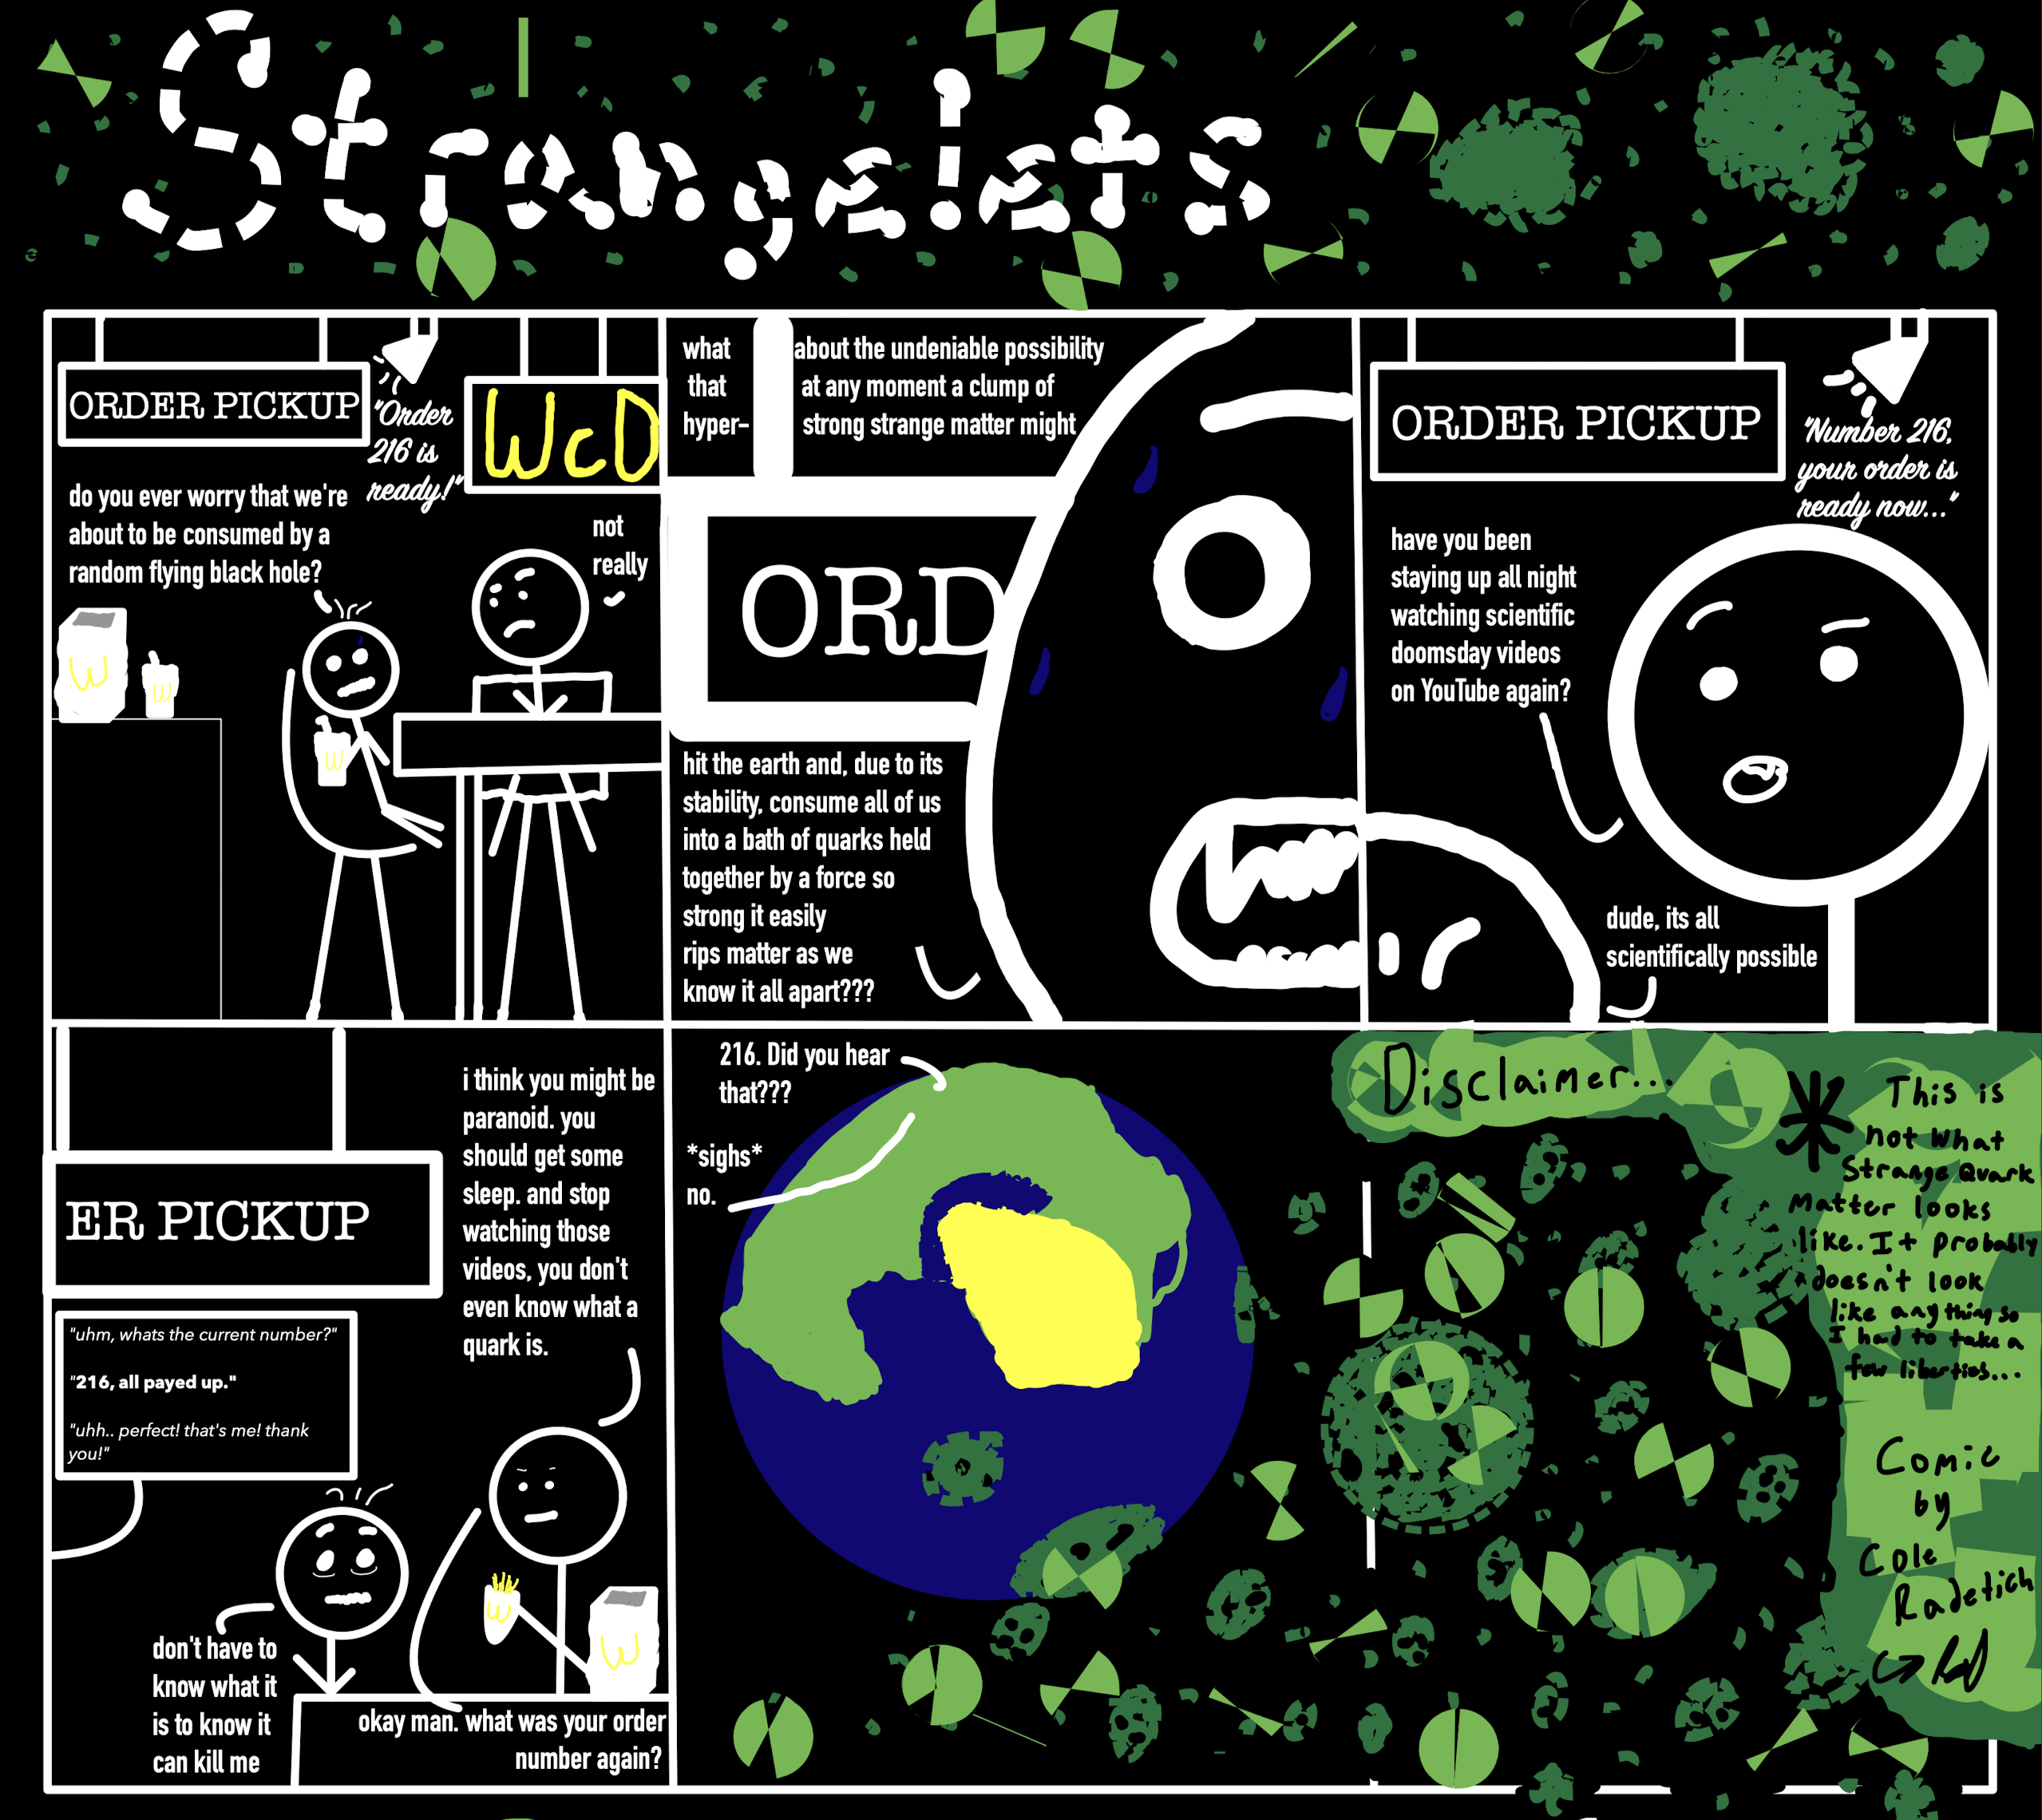 Strangelets
ORDER PICKUP
"Order
216 is
ready!"
WcD
do you ever worry that we're
about to be consumed by a
random flying black hole?
not
really
W
W
W
what about the undeniable possibility
that at any moment a clump of
hyper- strong strange matter might
ORD
hit the earth and, due to its
stability, consume all of us
into a bath of quarks held
together by a force so
strong it easily
rips matter as we
know it all apart???
ORDER PICKUP
"Number 216,
your order is
ready now..."
have you been
staying up all night
watching scientific
doomsday videos
on YouTube again?
dude, its all
scientifically possible
ER PICKUP
i think you might be
paranoid. you
should get some
sleep. and stop
watching those
videos, you don't
even know what a
quark is.
"uhm, whats the current number?"
"216, all payed up."
"uhh.. perfect! that's me! thank
you!"
don't have to
know what it
is to know it
can kill me
W
W
okay man. what was your order
number again?
216. Did you hear
that???
*sighs*
no.
Disclaimer...
* This is
not what
Strange Quark
Matter looks
like. It probably
doesn't look
like anything so
I had to take a
few liberties...
Comic
by
Cole
Radetich